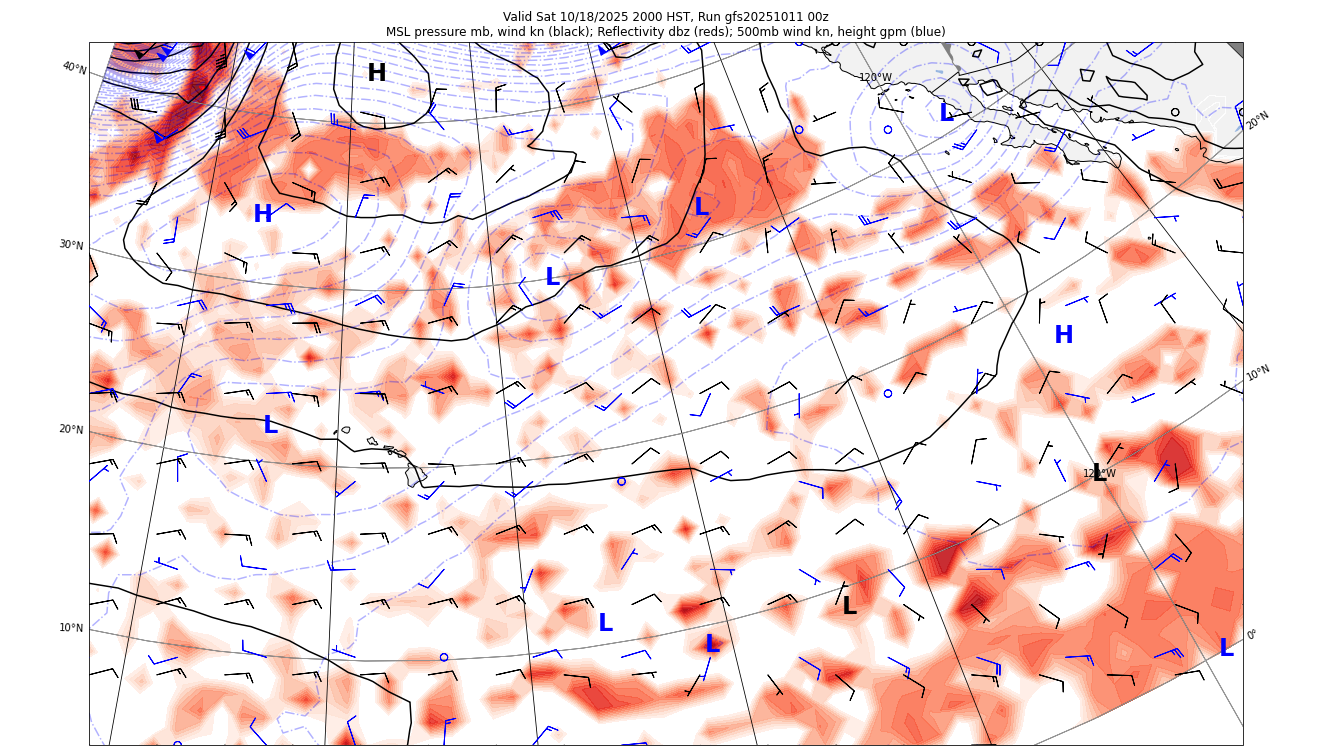 Valid Sat 10/18/2025 2000 HST, Run gfs20251011 00z
MSL pressure mb, wind kn (black); Reflectivity dbz (reds); 500mb wind kn, height gpm (blue)
40°N
H
120°W
L
20°N
H
L
30°N
L
H
10°N
L
20°N
L
120°W
L
L
10°N
L
0°
L
L